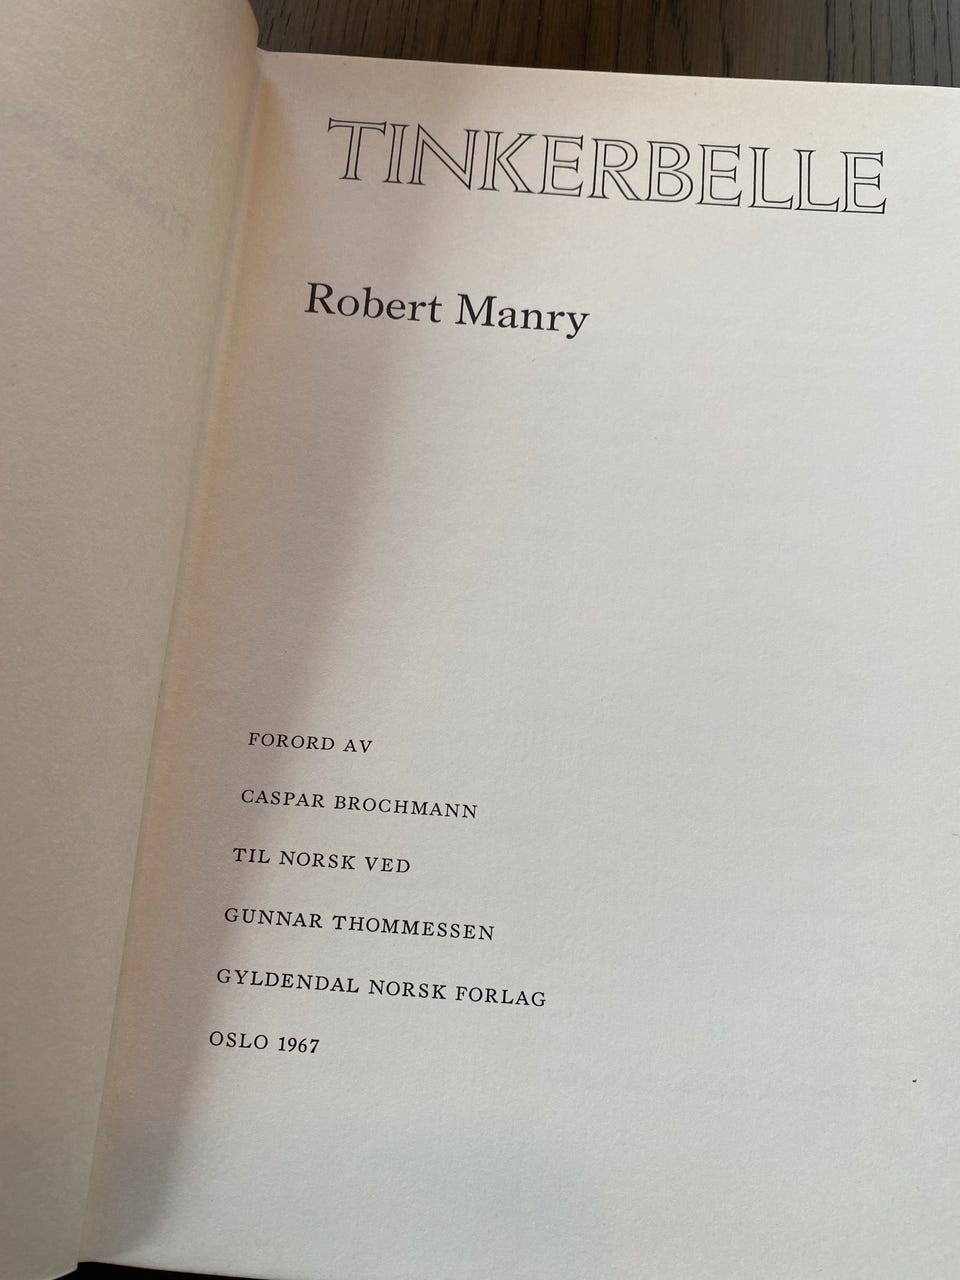 TINKERBELLE
Robert Manry
FORORD AV
CASPAR BROCHMANN
TIL NORSK VED
GUNNAR THOMMESSEN
GYLDENDAL NORSK FORLAG
OSLO 1967